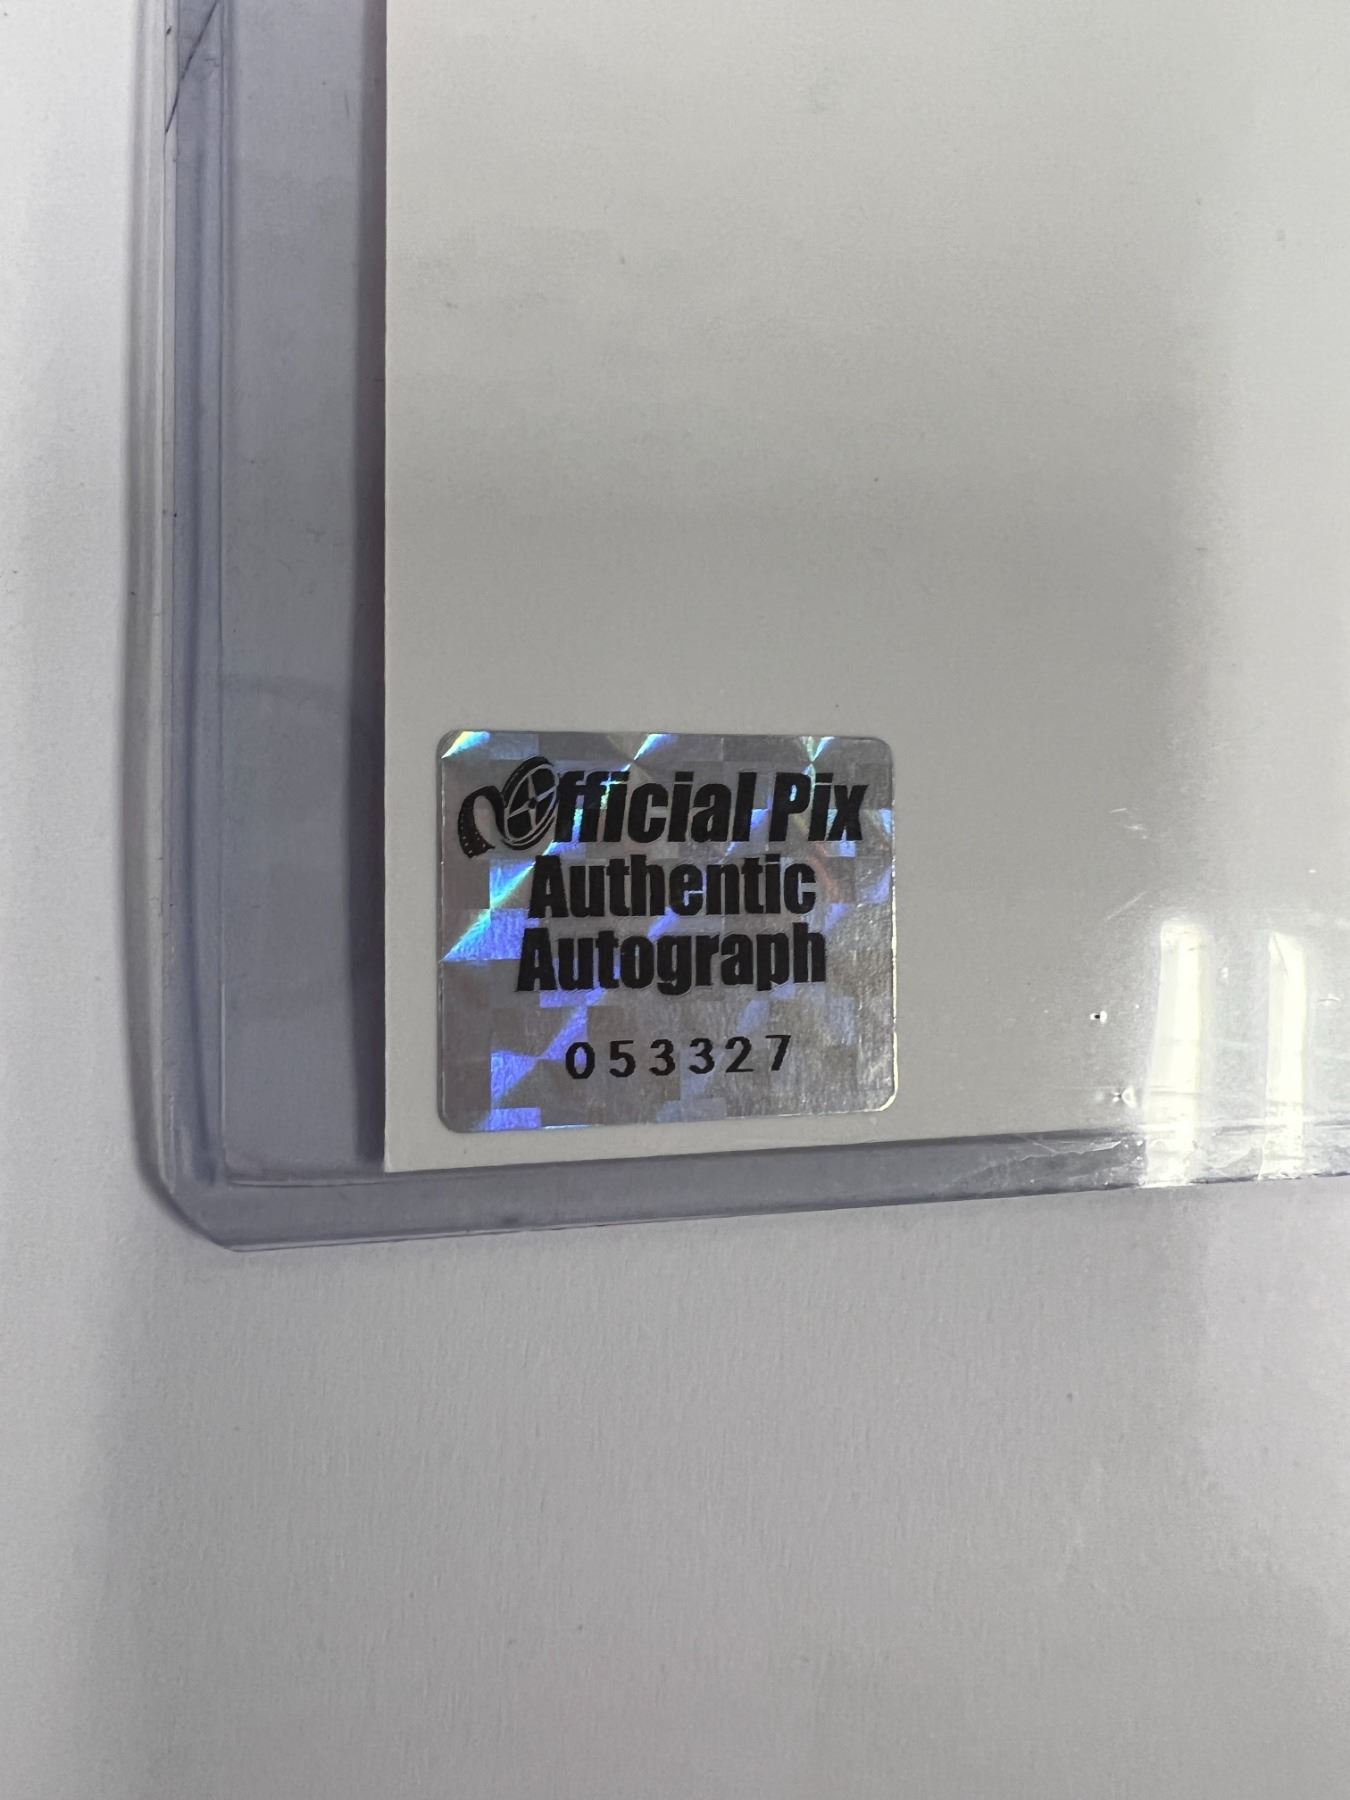 Official Pix
Authentic
Autograph
053327